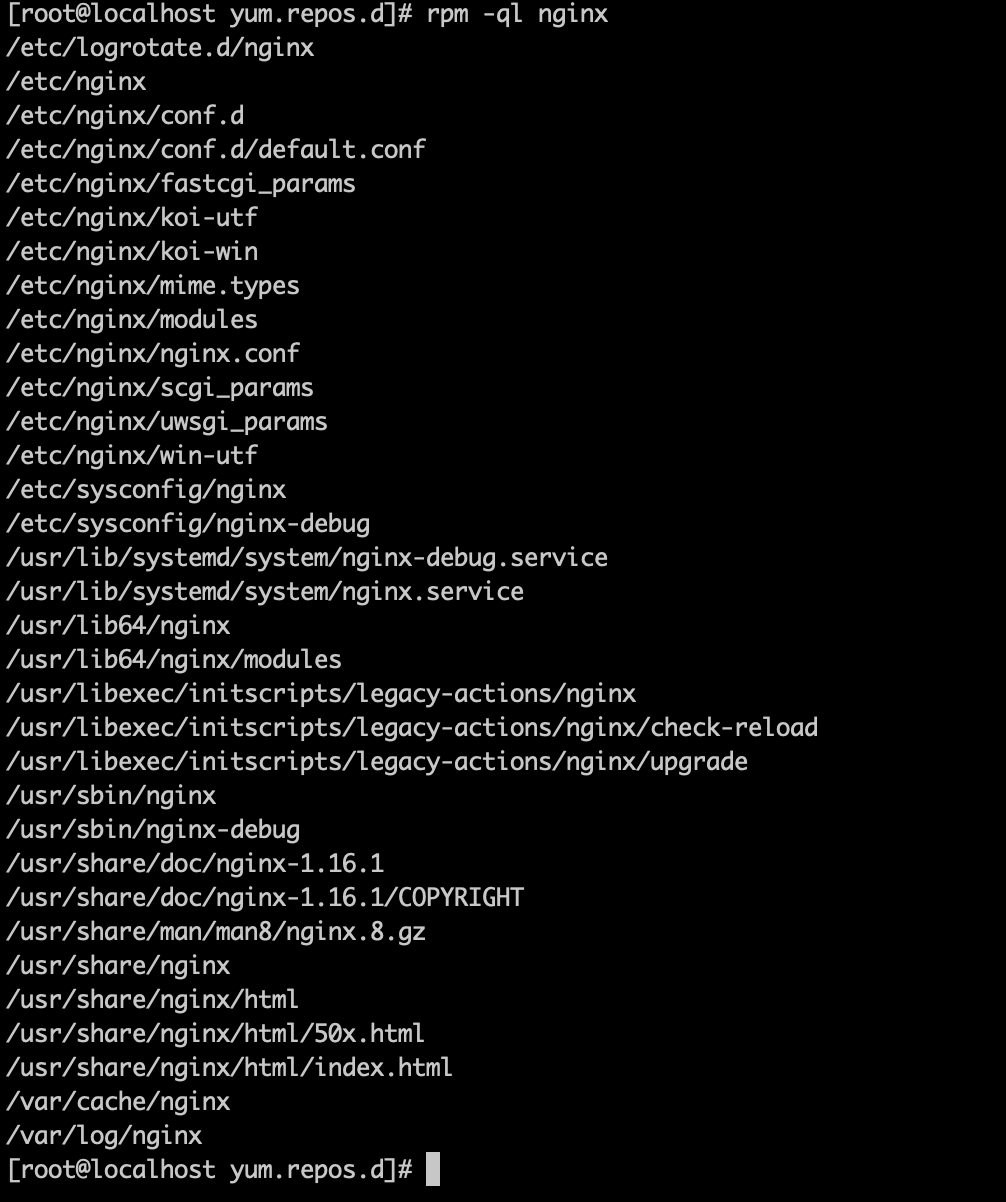 [root@localhost yum.repos.d]# rpm -ql nginx
/etc/logrotate.d/nginx
/etc/nginx
/etc/nginx/conf.d
/etc/nginx/conf.d/default.conf
/etc/nginx/fastcgi_params
/etc/nginx/koi-utf
/etc/nginx/koi-win
/etc/nginx/mime.types
/etc/nginx/modules
/etc/nginx/nginx.conf
/etc/nginx/scgi_params
/etc/nginx/uwsgi_params
/etc/nginx/win-utf
/etc/sysconfig/nginx
/etc/sysconfig/nginx-debug
/usr/lib/systemd/system/nginx-debug.service
/usr/lib/systemd/system/nginx.service
/usr/lib64/nginx
/usr/lib64/nginx/modules
/usr/libexec/initscripts/legacy-actions/nginx
/usr/libexec/initscripts/legacy-actions/nginx/check-reload
/usr/libexec/initscripts/legacy-actions/nginx/upgrade
/usr/sbin/nginx
/usr/sbin/nginx-debug
/usr/share/doc/nginx-1.16.1
/usr/share/doc/nginx-1.16.1/COPYRIGHT
/usr/share/man/man8/nginx.8.gz
/usr/share/nginx
/usr/share/nginx/html
/usr/share/nginx/html/50x.html
/usr/share/nginx/html/index.html
/var/cache/nginx
/var/log/nginx
[root@localhost yum.repos.d]#